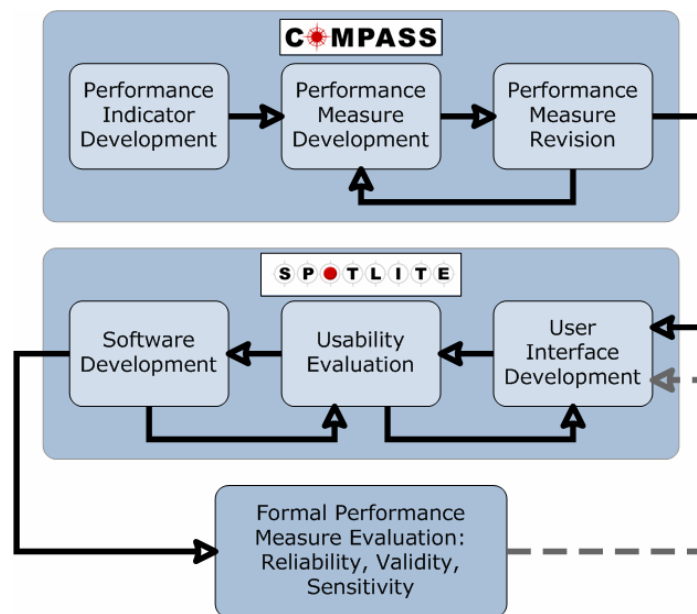 COMPASS
Performance
Indicator
Development
Performance
Measure
Development
Performance
Measure
Revision
SPOTLITE
Software
Development
Usability
Evaluation
User
Interface
Development
Formal Performance
Measure Evaluation:
Reliability, Validity,
Sensitivity